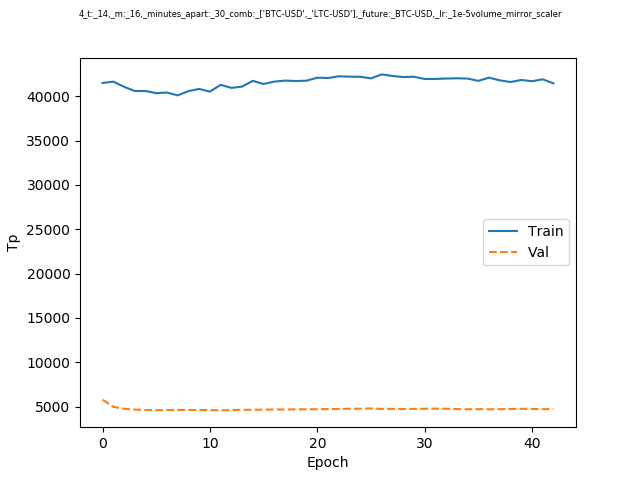 4_t:_14,_m:_16,_minutes_apart:_30_comb:_['BTC-USD',_'LTC-USD'],_future:_BTC-USD,_lr:_1e-5volume_mirror_scaler
40000
35000
30000
25000
20000
15000
10000
5000
Tp
Train
Val
0 10 20 30 40
Epoch